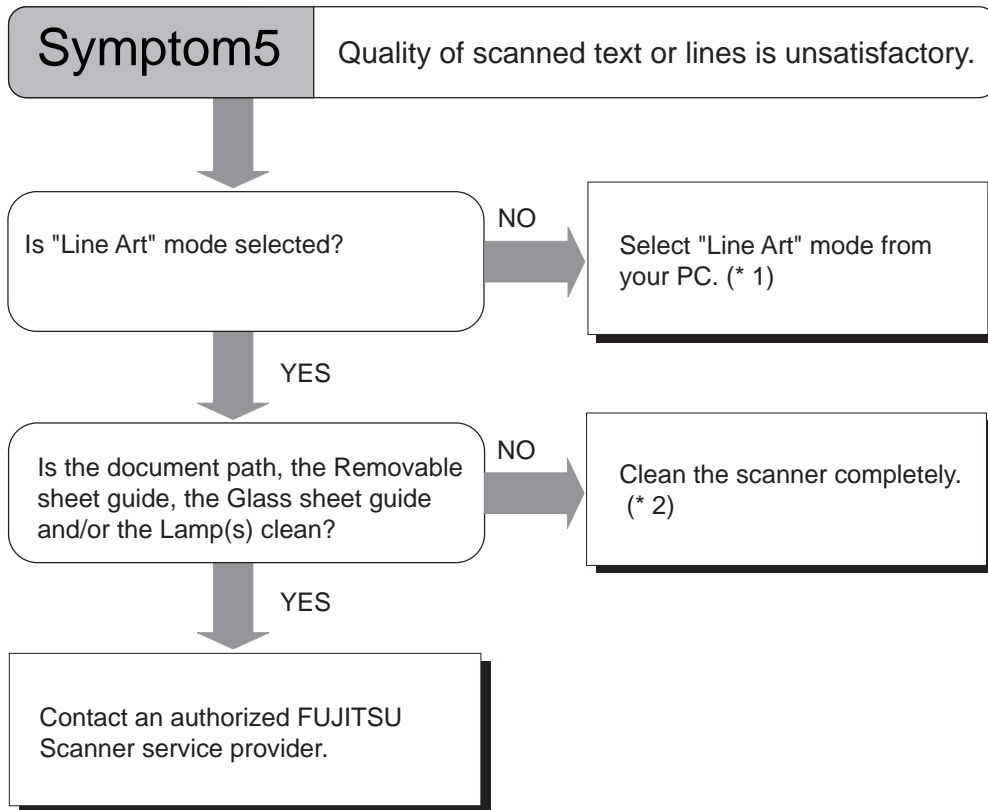 Symptom5
Quality of scanned text or lines is unsatisfactory.
Is "Line Art" mode selected?
NO
Select "Line Art" mode from
your PC. (* 1)
YES
Is the document path, the Removable
sheet guide, the Glass sheet guide
and/or the Lamp(s) clean?
NO
Clean the scanner completely.
(* 2)
YES
Contact an authorized FUJITSU
Scanner service provider.